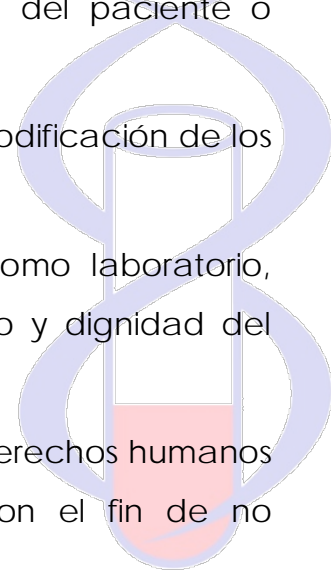 del paciente o
odificación de los
omo laboratorio,
o y dignidad del
erechos humanos
on el fin de no